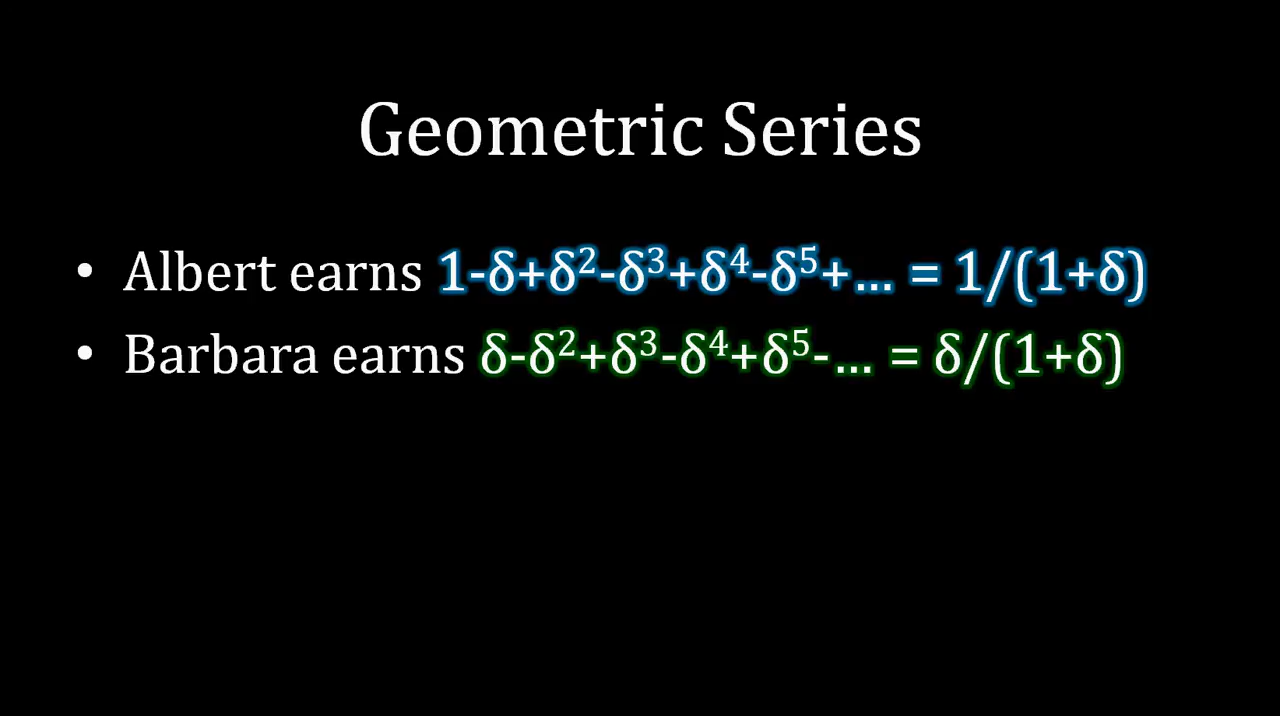 Geometric Series
• Albert earns 1-δ+δ²-δ³+δ⁴-δ⁵+... = 1/(1+δ)
• Barbara earns δ-δ²+δ³-δ⁴+δ⁵-... = δ/(1+δ)